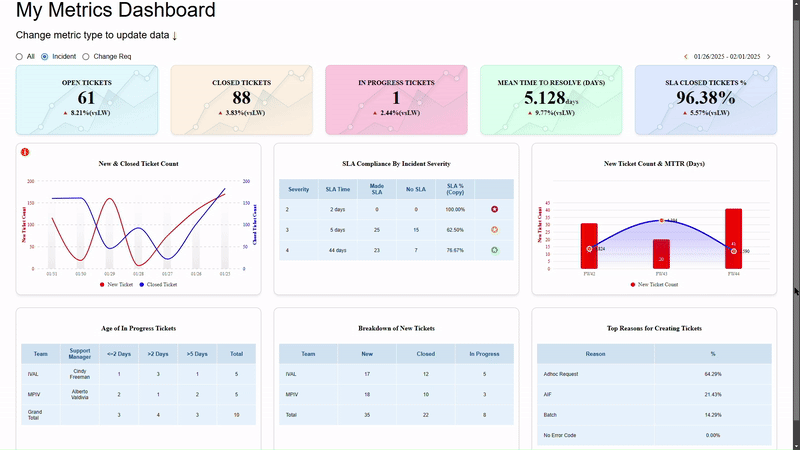 My Metrics Dashboard
Change metric type to update data ↓
All Incident Change Req
01/26/2025 - 02/01/2025
OPEN TICKETS
61
8.21%(vsLW)
CLOSED TICKETS
88
3.83%(vsLW)
IN PROGRESS TICKETS
1
2.44%(vsLW)
MEAN TIME TO RESOLVE (DAYS)
5.128days
9.77%(vsLW)
SLA CLOSED TICKETS %
96.38%
5.57%(vsLW)
New & Closed Ticket Count
New Ticket Count
200
150
100
50
0
200
150
100
50
0
Closed Ticket Count
01/31 01/30 01/29 01/28 01/27 01/24 01/23
New Ticket Closed Ticket
SLA Compliance By Incident Severity
Severity SLA Time Made SLA No SLA SLA % (Copy)
2 2 days 0 0 100.00%
3 5 days 25 15 62.50%
4 44 days 23 7 76.67%
New Ticket Count & MTTR (Days)
New Ticket Count
45
40
35
30
25
20
15
10
5
0
20
41
New Ticket Count
Age of In Progress Tickets
Team Support Manager <=2 Days >2 Days >5 Days Total
IVAL Cindy Freeman 1 3 1 5
MPIV Alberto Valdivia 2 1 2 5
Grand Total 3 4 3 10
Breakdown of New Tickets
Team New Closed In Progress
IVAL 17 12 5
MPIV 18 10 3
Total 35 22 8
Top Reasons for Creating Tickets
Reason %
Adhoc Request 64.29%
AIF 21.43%
Batch 14.29%
No Error Code 0.00%